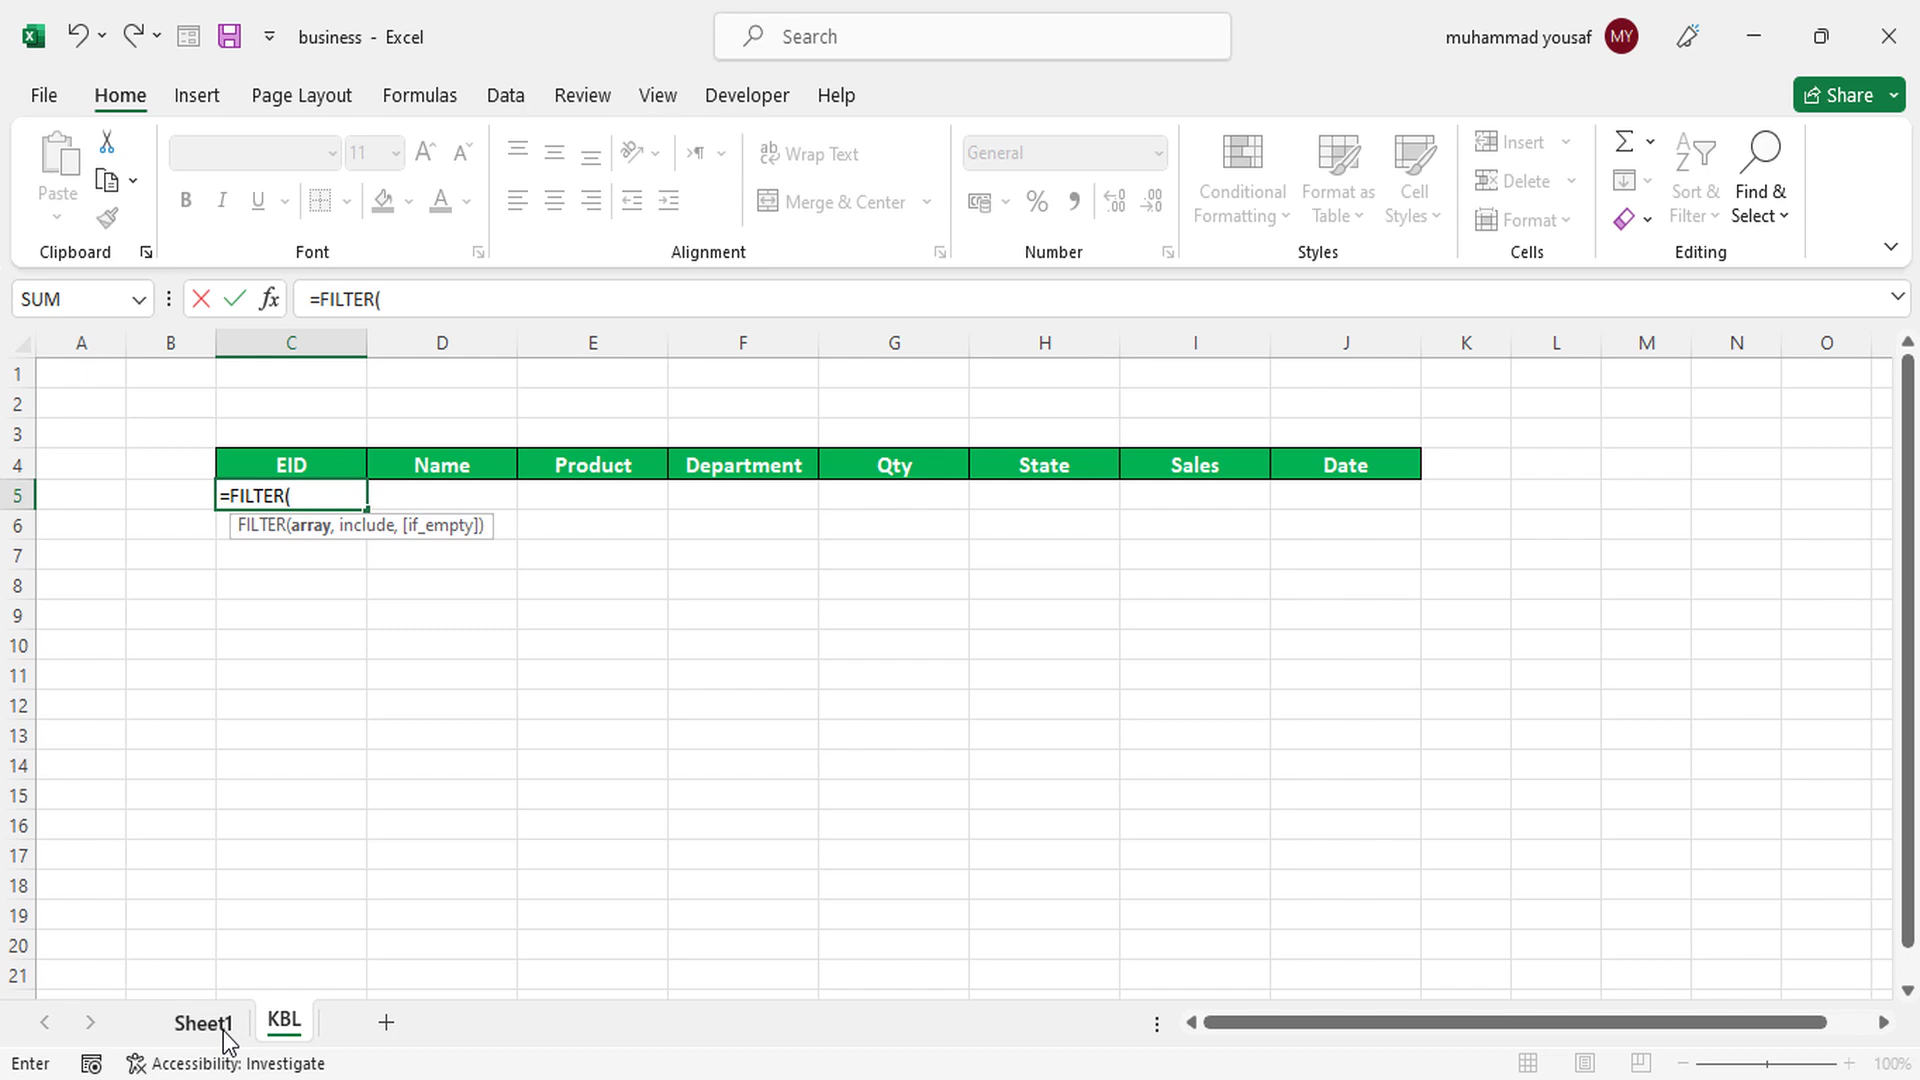 business - Excel
Search
muhammad yousaf
MY
File Home Insert Page Layout Formulas Data Review View Developer Help
Share
Paste
11
B I U
Wrap Text
Merge & Center
General
Conditional Formatting
Format as Table
Cell Styles
Insert
Delete
Format
Sort & Filter
Find & Select
Clipboard Font Alignment Number Styles Cells Editing
SUM
fx
=FILTER(
A B C D E F G H I J K L M N O
1
2
3
4 EID Name Product Department Qty State Sales Date
5 =FILTER(
6 FILTER(array, include, [if_empty])
7
8
9
10
11
12
13
14
15
16
17
18
19
20
21
Sheet1 KBL
Enter Accessibility: Investigate 100%